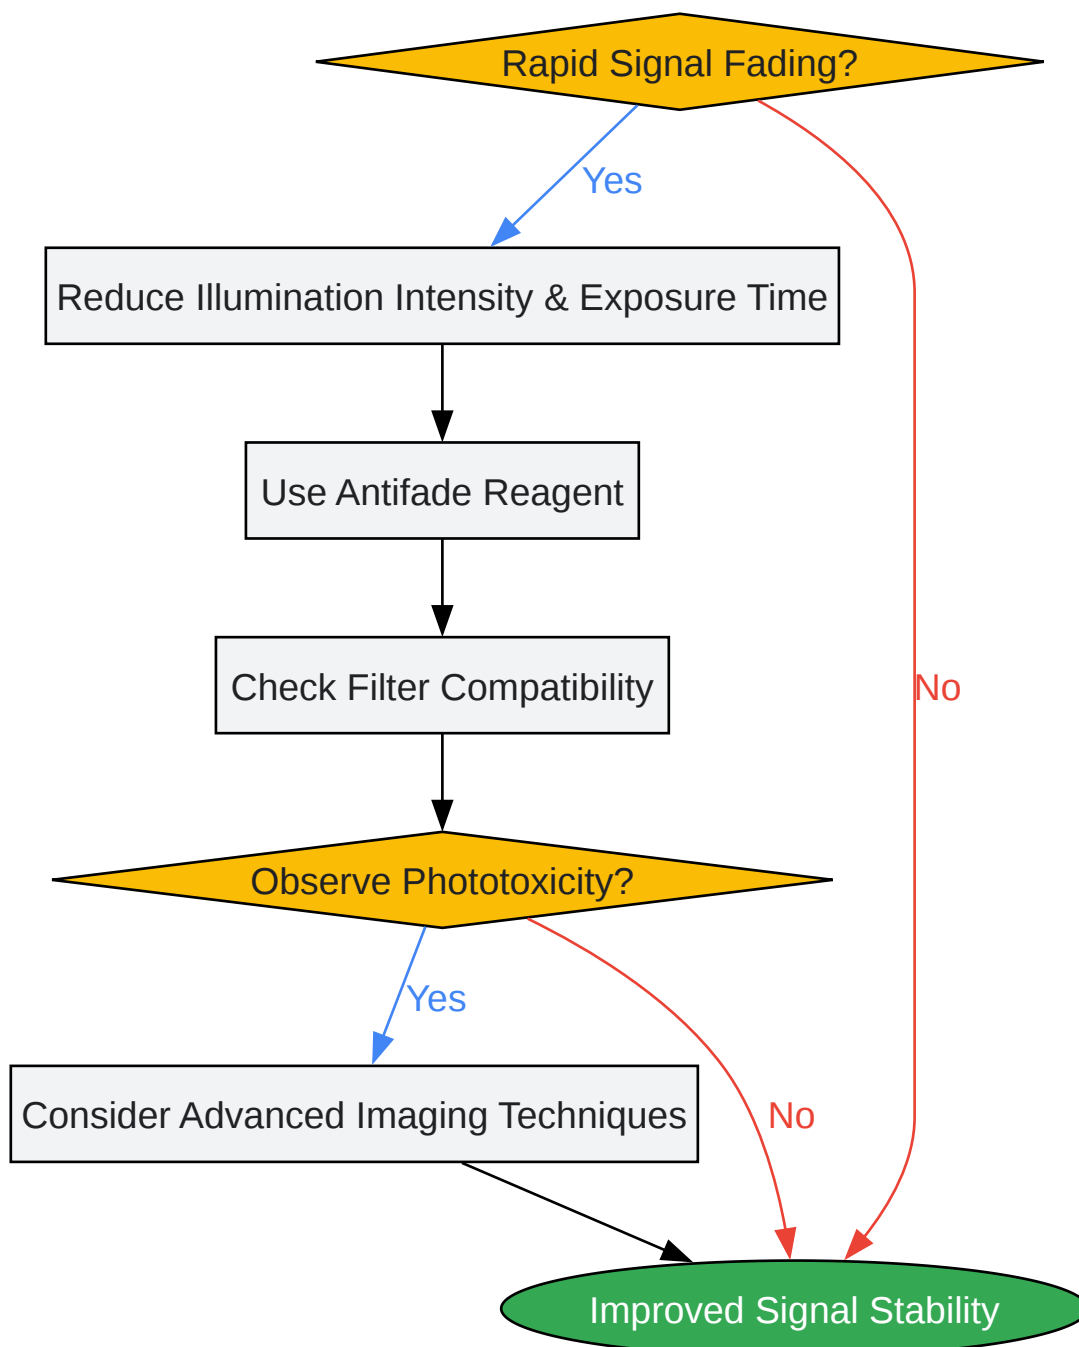 Rapid Signal Fading?
Yes
Reduce Illumination Intensity & Exposure Time
Use Antifade Reagent
Check Filter Compatibility
No
Observe Phototoxicity?
Yes
Consider Advanced Imaging Techniques
No
Improved Signal Stability